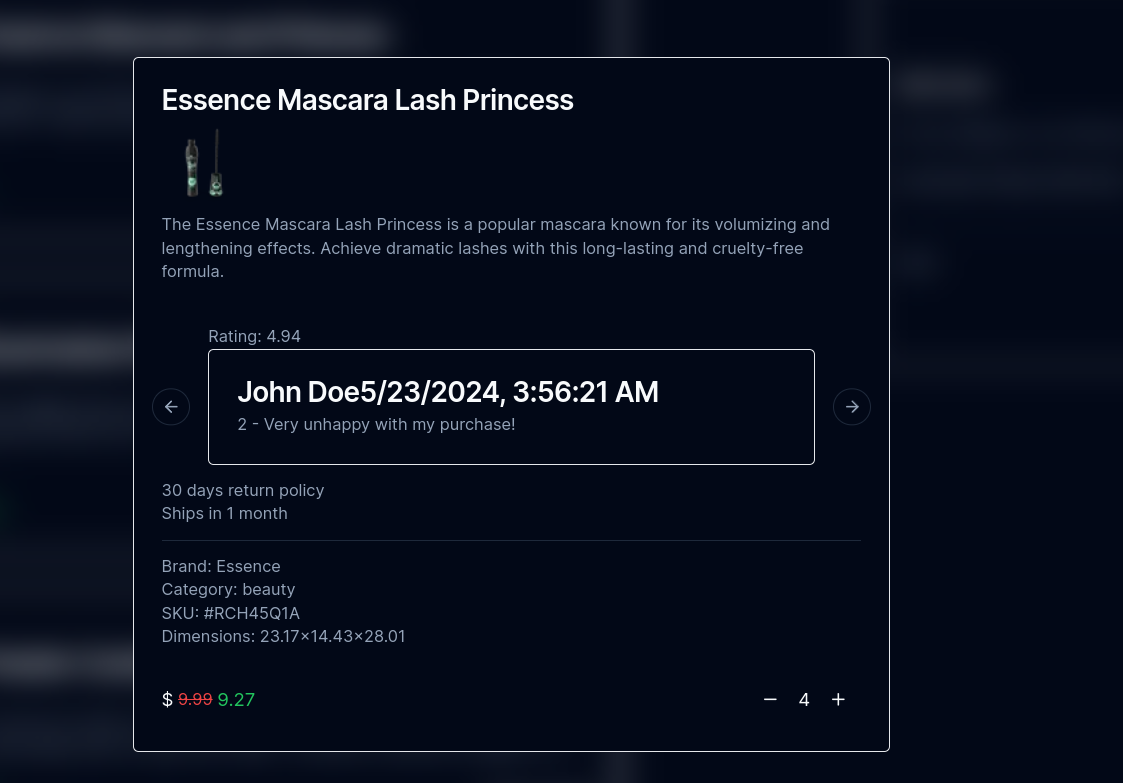 Essence Mascara Lash Princess
The Essence Mascara Lash Princess is a popular mascara known for its volumizing and
lengthening effects. Achieve dramatic lashes with this long-lasting and cruelty-free
formula.
Rating: 4.94
John Doe5/23/2024, 3:56:21 AM
2 - Very unhappy with my purchase!
30 days return policy
Ships in 1 month
Brand: Essence
Category: beauty
SKU: #RCH45Q1A
Dimensions: 23.17×14.43×28.01
$ 9.99 9.27
− 4 +